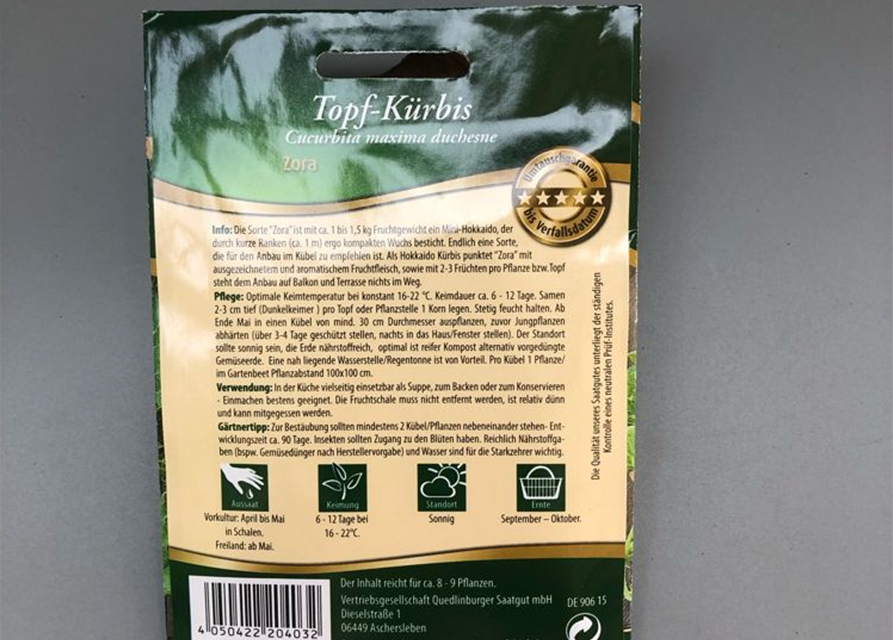 Topf-Kürbis
Cucurbita maxima duchesne
Zora
Umtauschgarantie
bis Verfallsdatum
Info: Die Sorte "Zora" ist mit ca. 1 bis 1,5 kg Fruchtgewicht ein Mini-Hokkaido, der
durch kurze Ranken (ca. 1 m) ergo kompakten Wuchs besticht. Endlich eine Sorte,
die für den Anbau im Kübel zu empfehlen ist. Als Hokkaido Kürbis punktet "Zora" mit
ausgezeichnetem und aromatischem Fruchtfleisch, sowie mit 2-3 Früchten pro Pflanze bzw. Topf
steht dem Anbau auf Balkon und Terrasse nichts im Weg.
Pflege: Optimale Keimtemperatur bei konstant 16-22 °C. Keimdauer ca. 6 - 12 Tage. Samen
2-3 cm tief (Dunkelkeimer ) pro Topf oder Pflanzstelle 1 Korn legen. Stetig feucht halten. Ab
Ende Mai in einen Kübel von mind. 30 cm Durchmesser auspflanzen, zuvor Jungpflanzen
abhärten (über 3-4 Tage geschützt stellen, nachts in das Haus/Fenster stellen). Der Standort
sollte sonnig sein, die Erde nährstoffreich, optimal ist reifer Kompost alternativ vorgedüngte
Gemüseerde. Eine nah liegende Wasserstelle/Regentonne ist von Vorteil. Pro Kübel 1 Pflanze/
im Gartenbeet Pflanzabstand 100x100 cm.
Verwendung: In der Küche vielseitig einsetzbar als Suppe, zum Backen oder zum Konservieren
- Einmachen bestens geeignet. Die Fruchtschale muss nicht entfernt werden, ist relativ dünn
und kann mitgegessen werden.
Gärtnertipp: Zur Bestäubung sollten mindestens 2 Kübel/Pflanzen nebeneinander stehen- Ent-
wicklungszeit ca. 90 Tage. Insekten sollten Zugang zu den Blüten haben. Reichlich Nährstoffga-
ben (bspw. Gemüsedünger nach Herstellervorgabe) und Wasser sind für die Starkzehrer wichtig.
Die Qualität unseres Saatgutes unterliegt der ständigen
Kontrolle eines neutralen Prüf-Institutes.
Aussaat
Vorkultur: April bis Mai
in Schalen.
Freiland: ab Mai.
Keimung
6 - 12 Tage bei
16 - 22°C.
Standort
Sonnig
Ernte
September – Oktober.
Der Inhalt reicht für ca. 8 - 9 Pflanzen.
Vertriebsgesellschaft Quedlinburger Saatgut mbH
Dieselstraße 1
06449 Aschersleben
DE 906 15
4 050422 204032